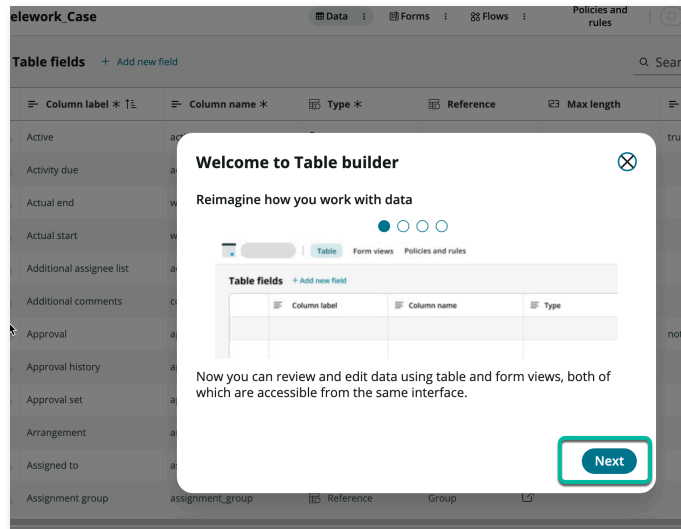 elework_Case
Data
Forms
Flows
Policies and
rules
Table fields + Add new field
Sear
Column label * Column name * Type * Reference Max length
Active
tru
Activity due
Actual end
Actual start
Additional assignee list
Additional comments
Approval
not
Approval history
Approval set
Arrangement
Assigned to
Assignment group assignment_group Reference Group
Welcome to Table builder
Reimagine how you work with data
Table Form views Policies and rules
Table fields + Add new field
Column label Column name Type
Now you can review and edit data using table and form views, both of
which are accessible from the same interface.
Next